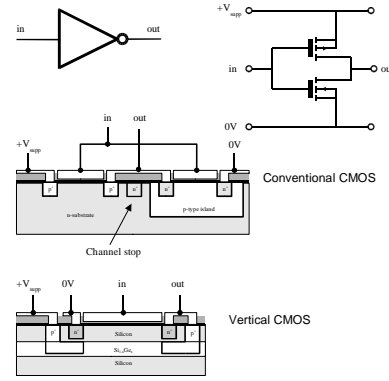 in
out
+V supp
in
out
0V
in
out
+V supp
0V
p+
p+
n+
n+
n+
n-substrate
p-type island
Channel stop
Conventional CMOS
+V supp
0V
in
out
n+
Silicon
n+
p+
Silicon
Vertical CMOS